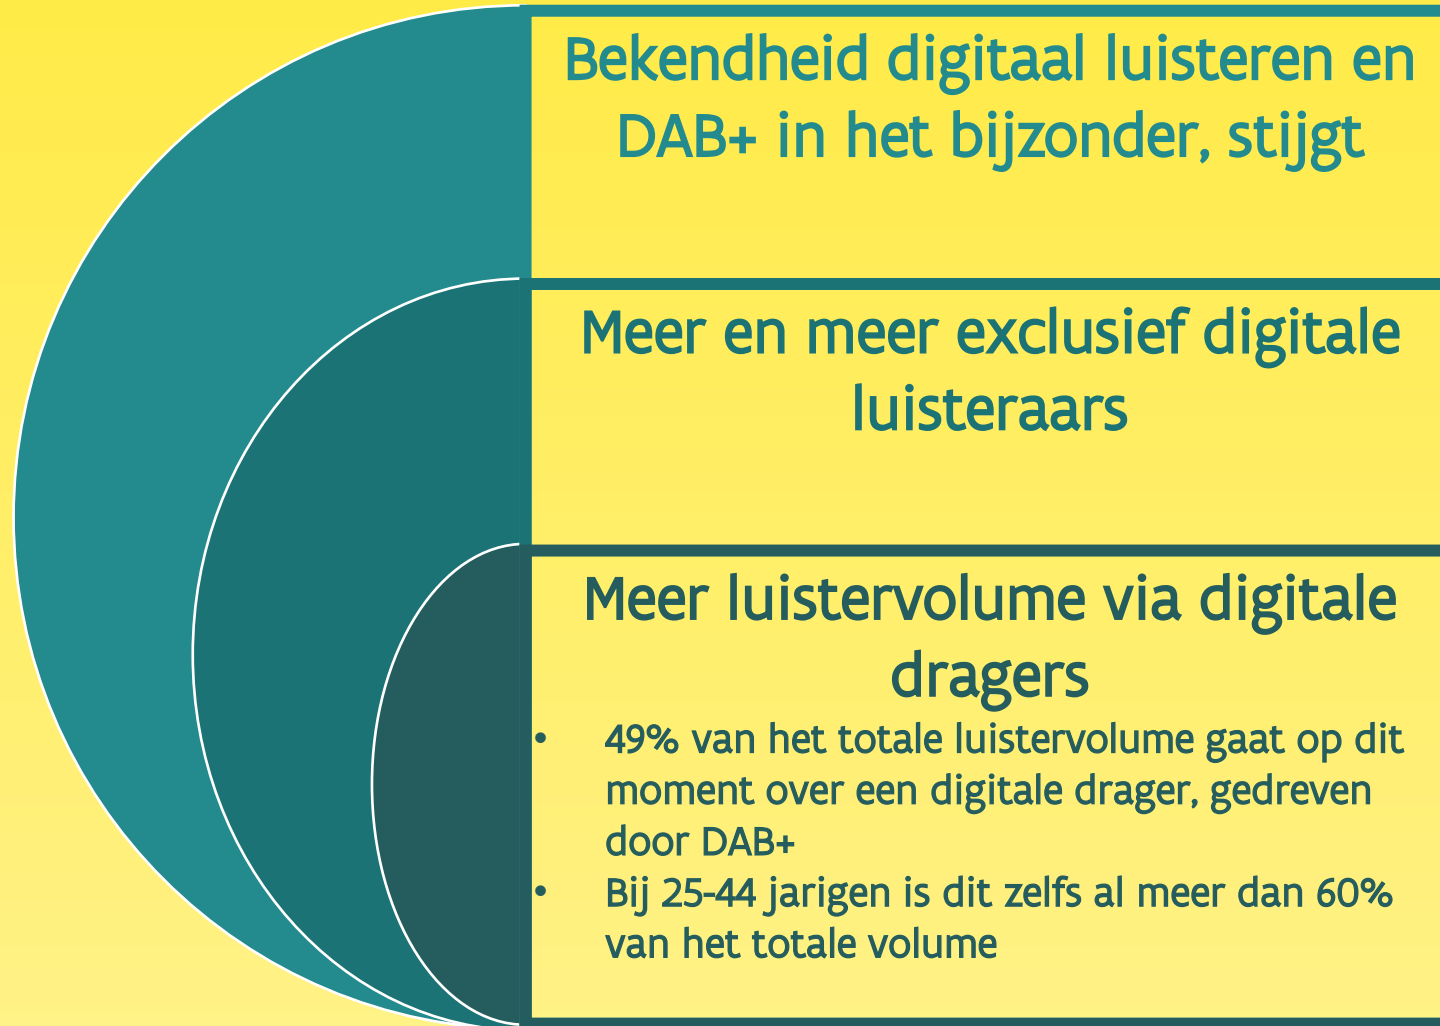 Bekendheid digitaal luisteren en
DAB+ in het bijzonder, stijgt
Meer en meer exclusief digitale
luisteraars
Meer luistervolume via digitale
dragers
• 49% van het totale luistervolume gaat op dit
moment over een digitale drager, gedreven
door DAB+
• Bij 25-44 jarigen is dit zelfs al meer dan 60%
van het totale volume